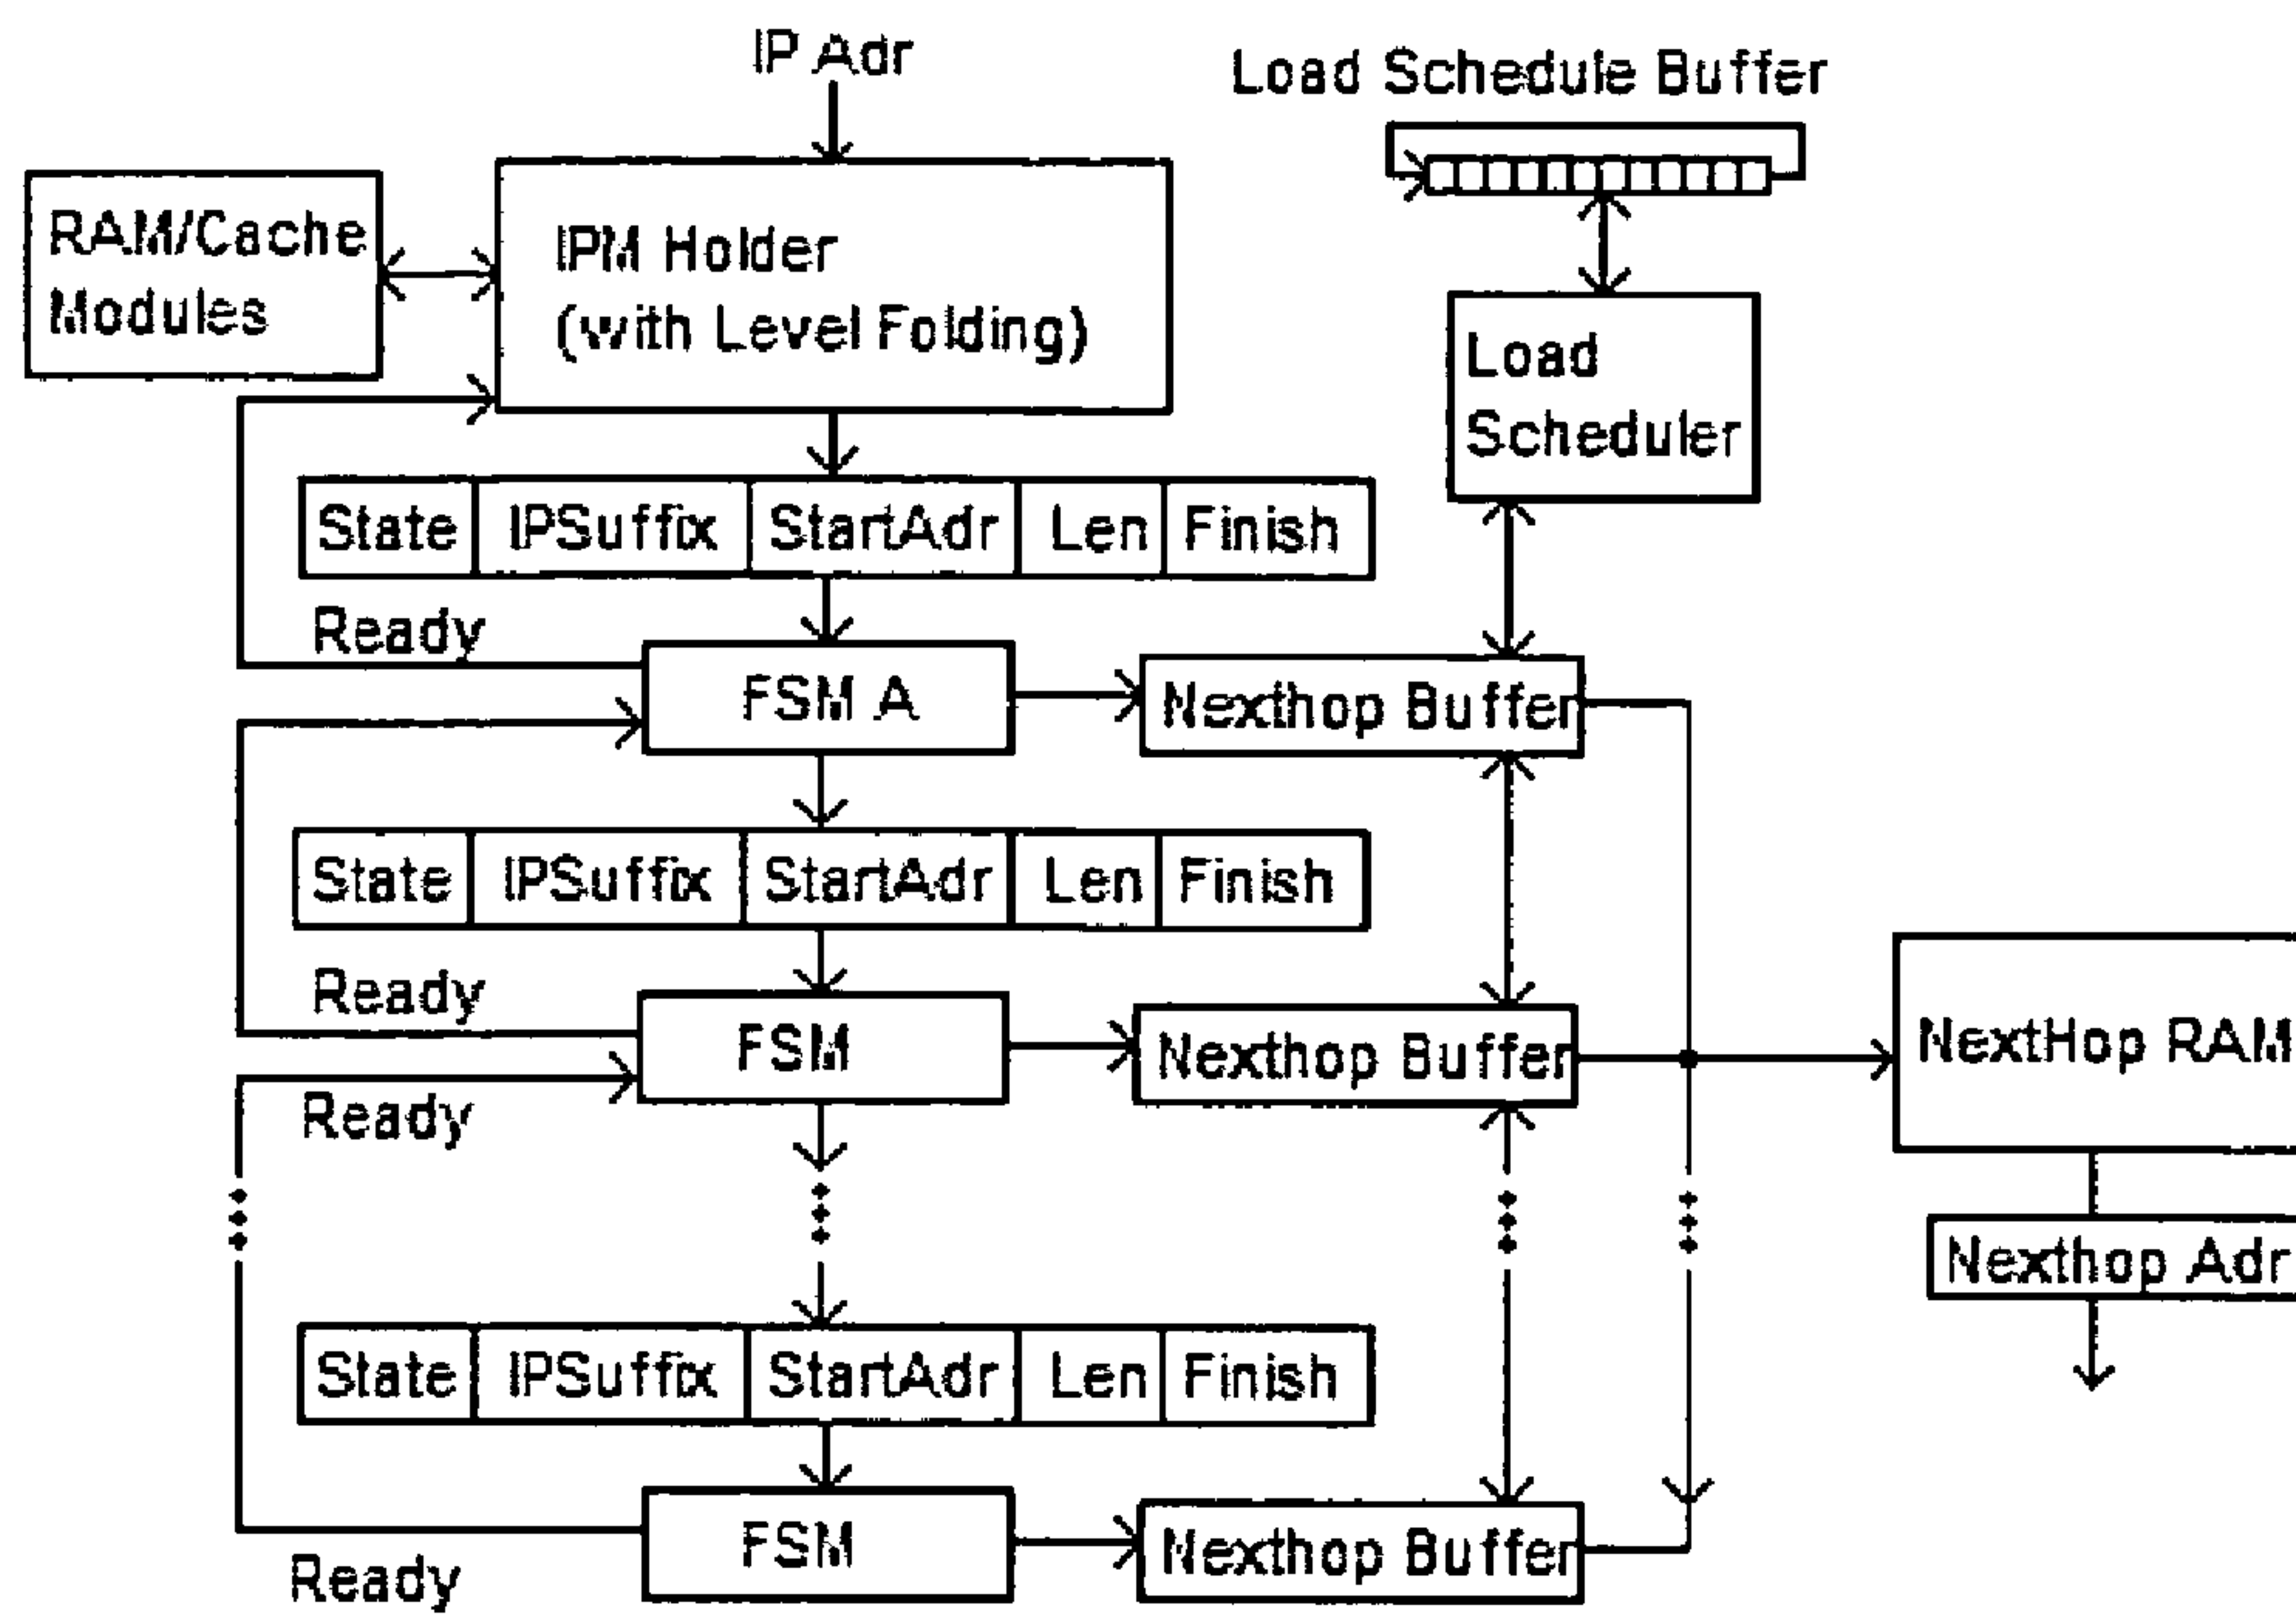 IP Adr
Load Schedule Buffer
RAM/Cache
Modules
IPM Holder
(with Level Folding)
Load
Scheduler
State IPSuffix StartAdr Len Finish
Ready
FSM A
Nexthop Buffer
State IPSuffix StartAdr Len Finish
Ready
FSM
Nexthop Buffer
NextHop RAM
Ready
Nexthop Adr
State IPSuffix StartAdr Len Finish
FSM
Nexthop Buffer
Ready